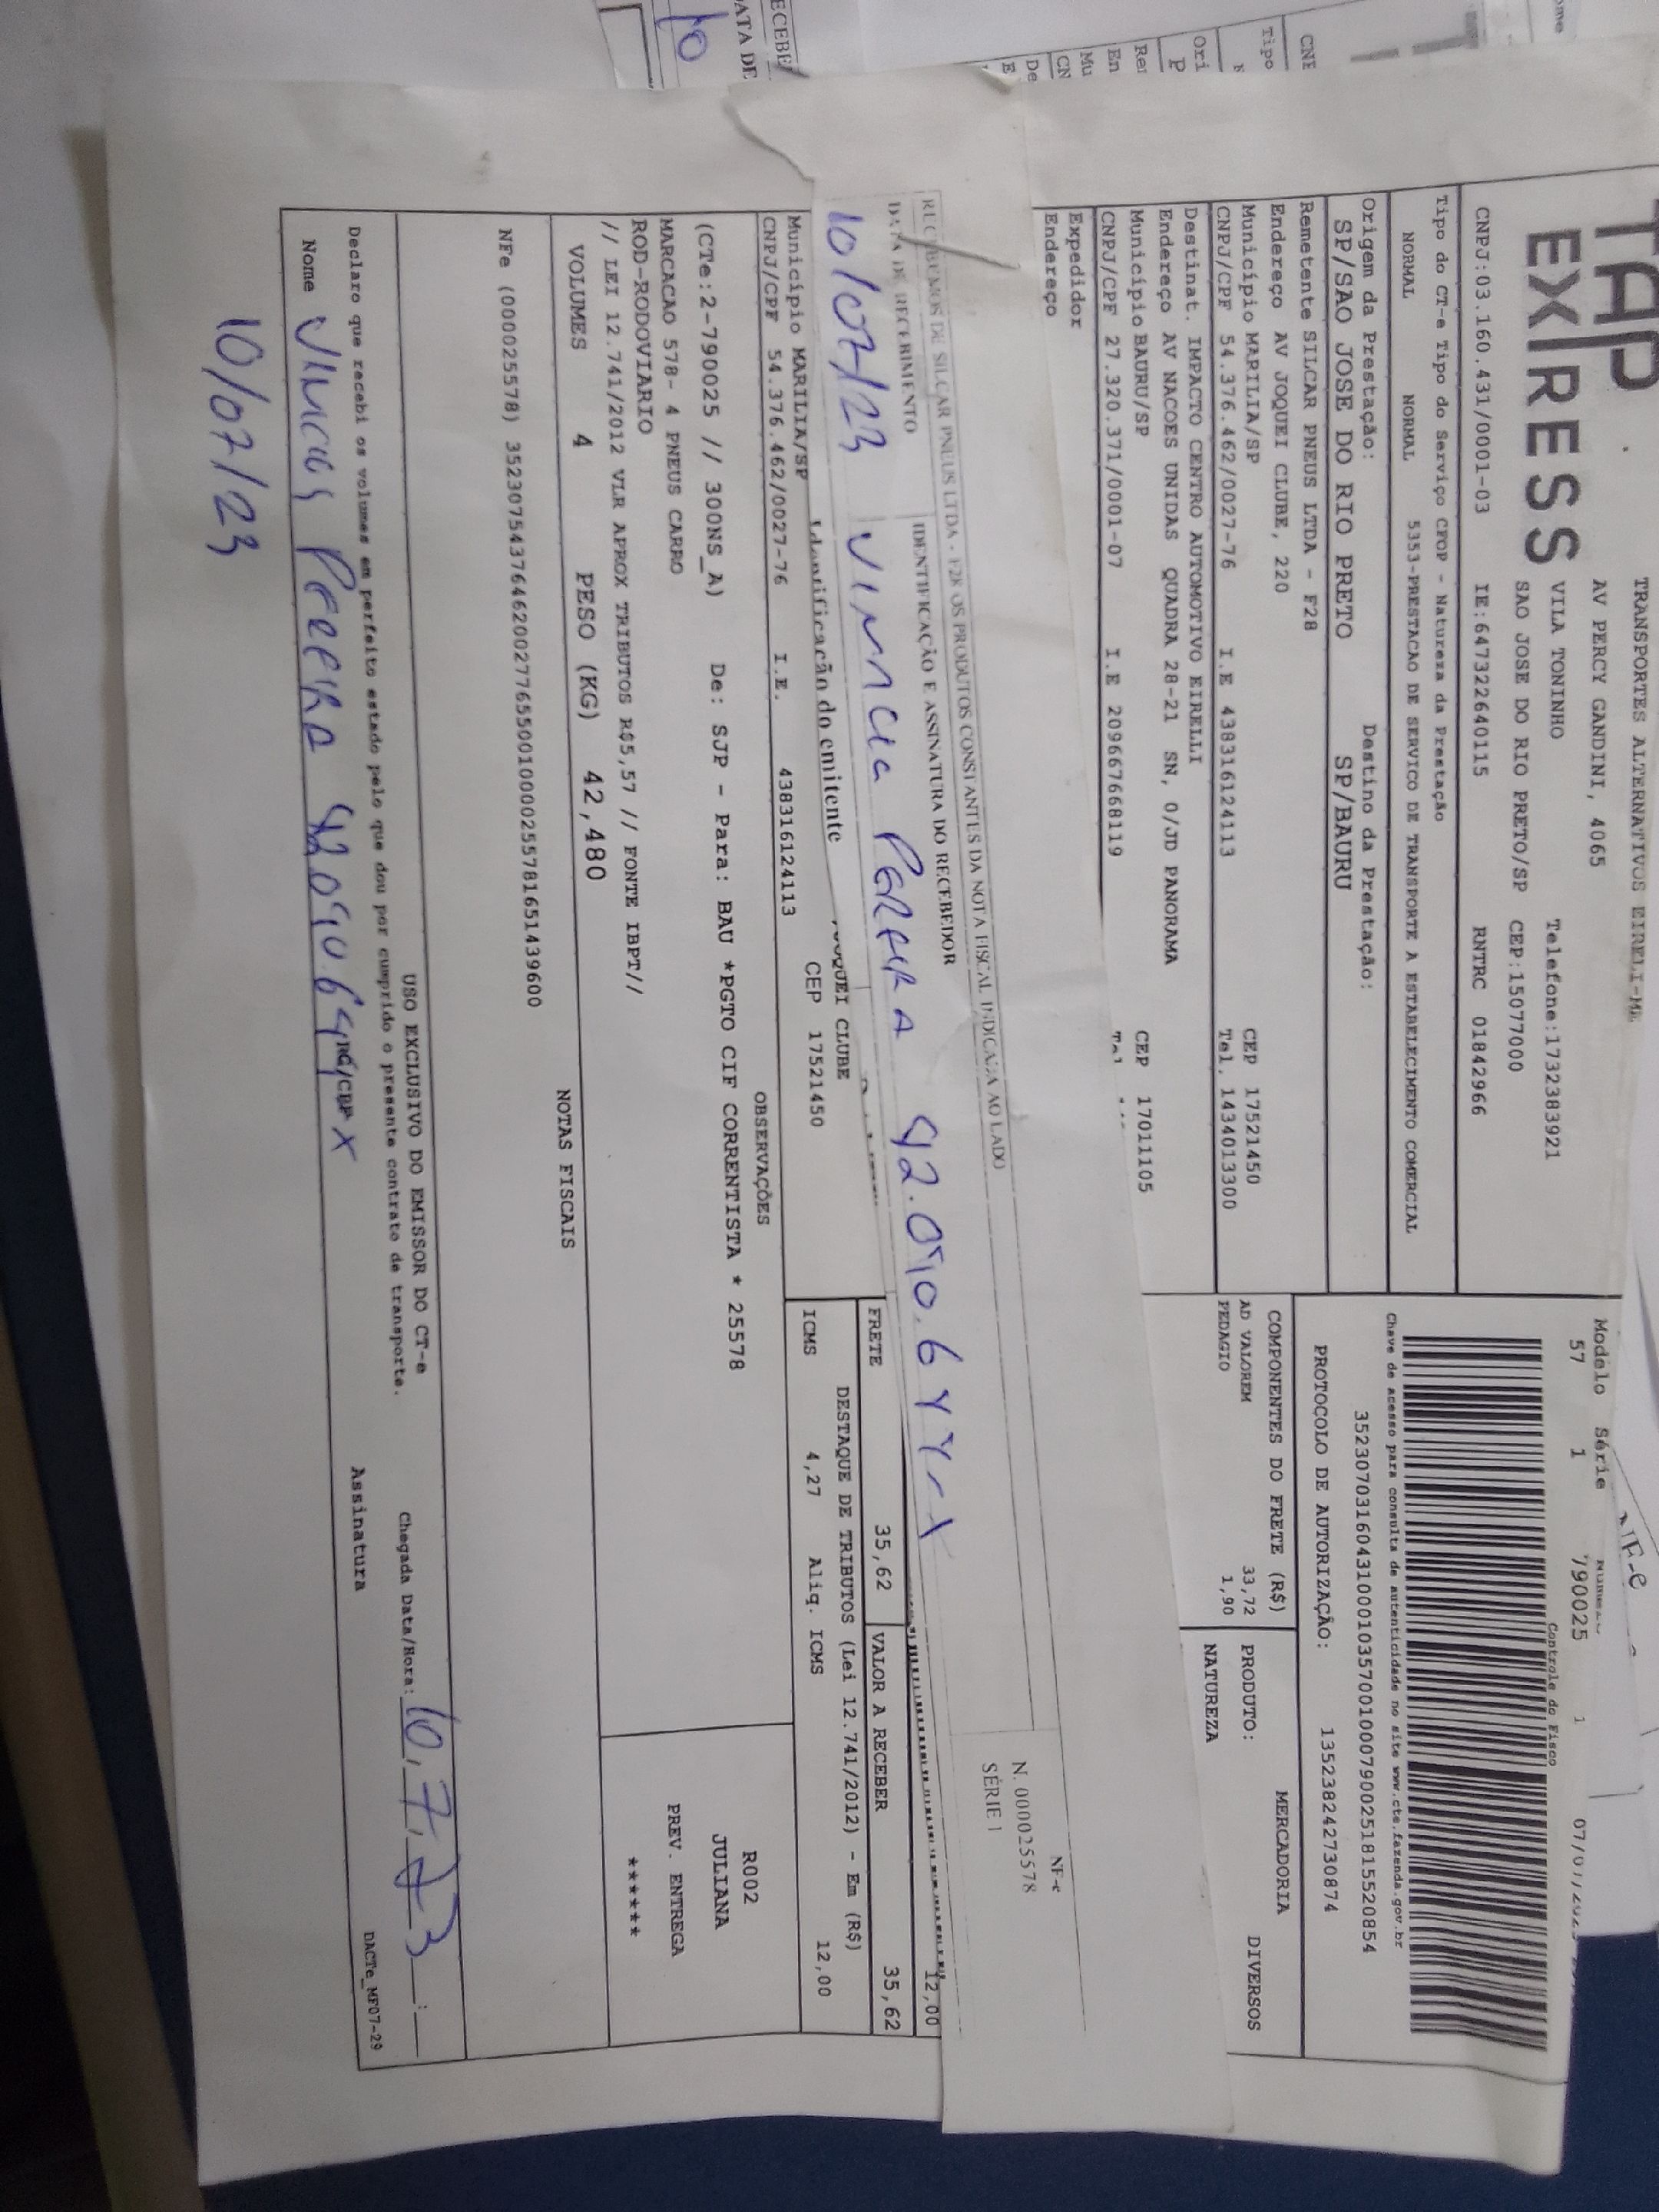 TAP
EXPRESS
TRANSPORTES ALTERNATIVOS EIRELI-ME
AV PERCY GANDINI, 4065
VILA TONINHO Telefone:1732383921
SAO JOSE DO RIO PRETO/SP CEP:15077000
CNPJ:03.160.431/0001-03 IE:647322640115 RNTRC 01842966
Modelo Série
57 1 790025 1
Controle do Fisco
Chave de acesso para consulta de autenticidade no site www.cte.fazenda.gov.br
35230703160431000103570010007900251815520854
PROTOCOLO DE AUTORIZAÇÃO: 135238242730874
Tipo do CT-e Tipo do Serviço CFOP - Natureza da Prestação
NORMAL NORMAL 5353-PRESTACAO DE SERVICO DE TRANSPORTE A ESTABELECIMENTO COMERCIAL
Origem da Prestação: Destino da Prestação:
SP/SAO JOSE DO RIO PRETO SP/BAURU
Remetente SILCAR PNEUS LTDA - F28
Endereço AV JOQUEI CLUBE, 220
Município MARILIA/SP CEP 17521450
CNPJ/CPF 54.376.462/0027-76 I.E 438316124113 Tel. 1434013300
Destinat. IMPACTO CENTRO AUTOMOTIVO EIRELLI
Endereço AV NACOES UNIDAS QUADRA 28-21 SN, 0/JD PANORAMA
Município BAURU/SP CEP 17011105
CNPJ/CPF 27.320.371/0001-07 I.E 209667668119 Tel
Expedidor
Endereço
COMPONENTES DO FRETE (R$) MERCADORIA
AD VALOREM 33,72 PRODUTO: DIVERSOS
PEDAGIO 1,90 NATUREZA
NF-e
N. 000025578
SÉRIE 1
RECEBEMOS DE SILCAR PNEUS LTDA - F28 OS PRODUTOS CONSTANTES DA NOTA FISCAL INDICADA AO LADO
DATA DE RECEBIMENTO IDENTIFICAÇÃO E ASSINATURA DO RECEBEDOR
10/07/23
12,00
FRETE 35,62 VALOR A RECEBER 35,62
DESTAQUE DE TRIBUTOS (Lei 12.741/2012) - Em (R$)
ICMS 4,27 Aliq. ICMS 12,00
Identificação do emitente
OQUEI CLUBE
Município MARILIA/SP CEP 17521450
CNPJ/CPF 54.376.462/0027-76 I.E. 438316124113
OBSERVAÇÕES
(CTe:2-790025 // 300NS_A) De: SJP - Para: BAU *PGTO CIF CORRENTISTA * 25578
MARCACAO 578- 4 PNEUS CARRO
ROD-RODOVIARIO
// LEI 12.741/2012 VLR APROX TRIBUTOS R$5,57 // FONTE IBPT//
R002
JULIANA
PREV. ENTREGA
******
VOLUMES 4 PESO (KG) 42,480
NOTAS FISCAIS
NFe (000025578) 35230754376462002776550010000255781651439600
USO EXCLUSIVO DO EMISSOR DO CT-e
Declaro que recebi os volumes em perfeito estado pelo que dou por cumprido o presente contrato de transporte.
Chegada Data/Hora: 10, 7, 23
Nome RG/CPF Assinatura
DACTe_MF07-29
10/07/23